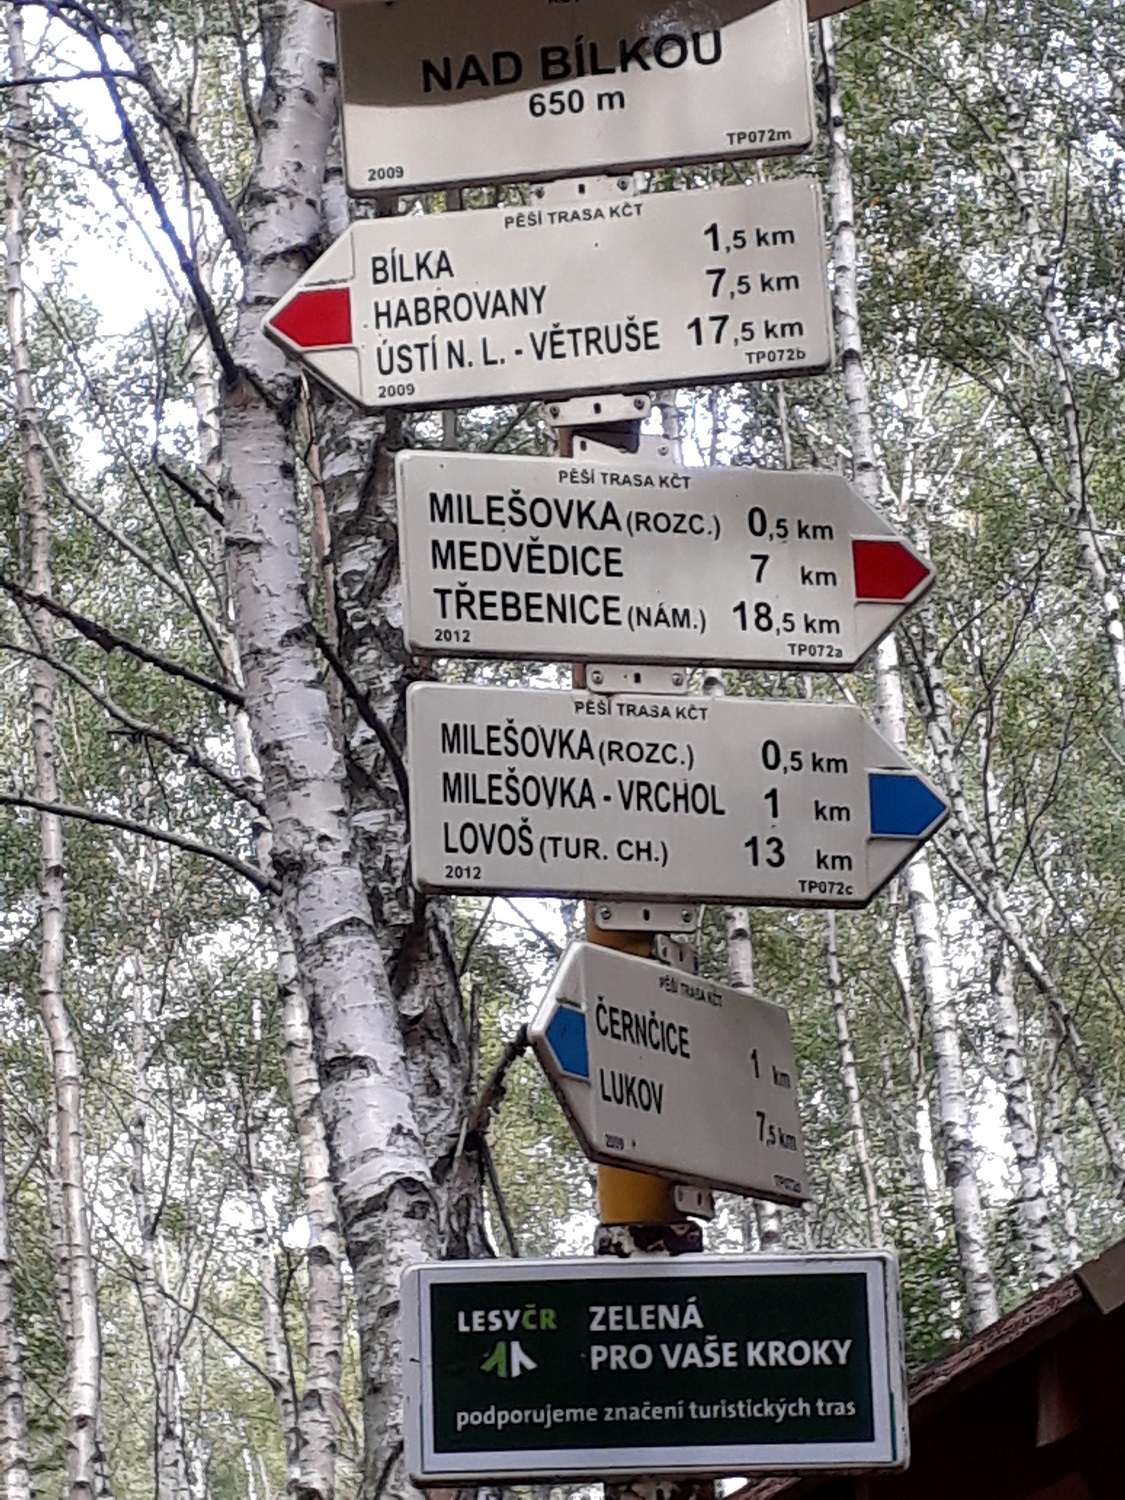 NAD BÍLKOU
650 m
TP072m
2009
PĚŠÍ TRASA KČT
BÍLKA 1,5 km
HABROVANY 7,5 km
ÚSTÍ N. L. - VĚTRUŠE 17,5 km
TP072b
2009
PĚŠÍ TRASA KČT
MILEŠOVKA (ROZC.) 0,5 km
MEDVĚDICE 7 km
TŘEBENICE (NÁM.) 18,5 km
2012 TP072a
PĚŠÍ TRASA KČT
MILEŠOVKA (ROZC.) 0,5 km
MILEŠOVKA - VRCHOL 1 km
LOVOŠ (TUR. CH.) 13 km
2012 TP072c
PĚŠÍ TRASA KČT
ČERNČICE 1 km
LUKOV 7,5 km
2009
LESY ČR ZELENÁ
PRO VAŠE KROKY
podporujeme značení turistických tras